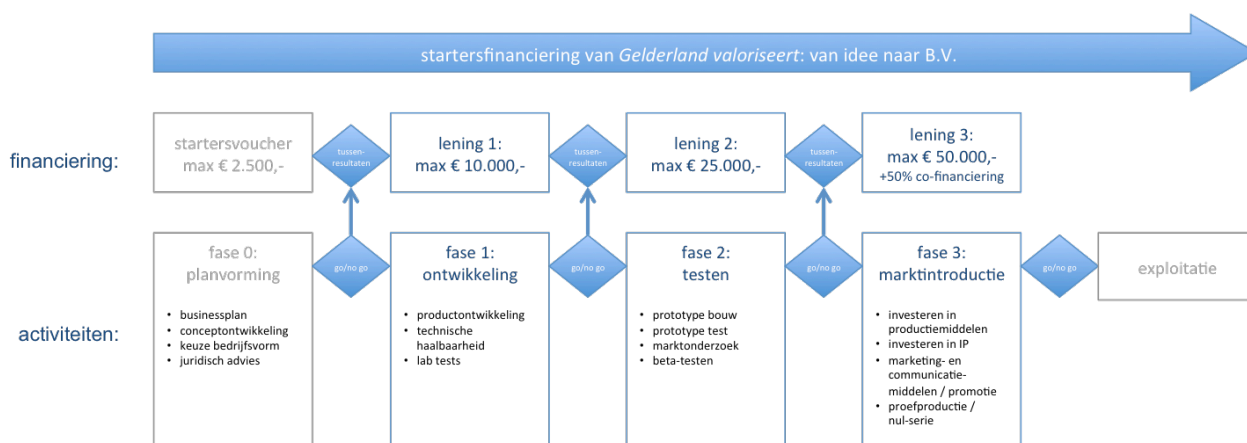 startersfinanciering van Gelderland valoriseert: van idee naar B.V.
financiering:
startersvoucher
max € 2.500,-
tussen-
resultaten
lening 1:
max € 10.000,-
tussen-
resultaten
lening 2:
max € 25.000,-
tussen-
resultaten
lening 3:
max € 50.000,-
+50% co-financiering
activiteiten:
fase 0:
planvorming
• businessplan
• conceptontwikkeling
• keuze bedrijfsvorm
• juridisch advies
go/no go
fase 1:
ontwikkeling
• productontwikkeling
• technische
haalbaarheid
• lab tests
go/no go
fase 2:
testen
• prototype bouw
• prototype test
• marktonderzoek
• beta-testen
go/no go
fase 3:
marktintroductie
• investeren in
productiemiddelen
• investeren in IP
• marketing- en
communicatie-
middelen / promotie
• proefproductie /
nul-serie
go/no go
exploitatie